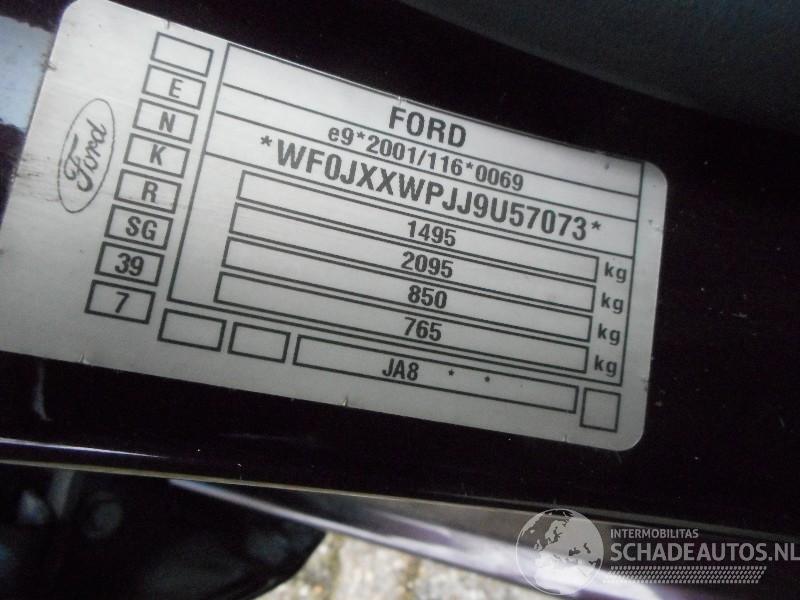 Ford
FORD
e9*2001/116*0069
*WF0JXXWPJJ9U57073*
1495 kg
2095 kg
850 kg
765 kg
E
N
K
R
SG
39
7
JA8 * *
INTERMOBILITAS
SCHADEAUTOS.NL